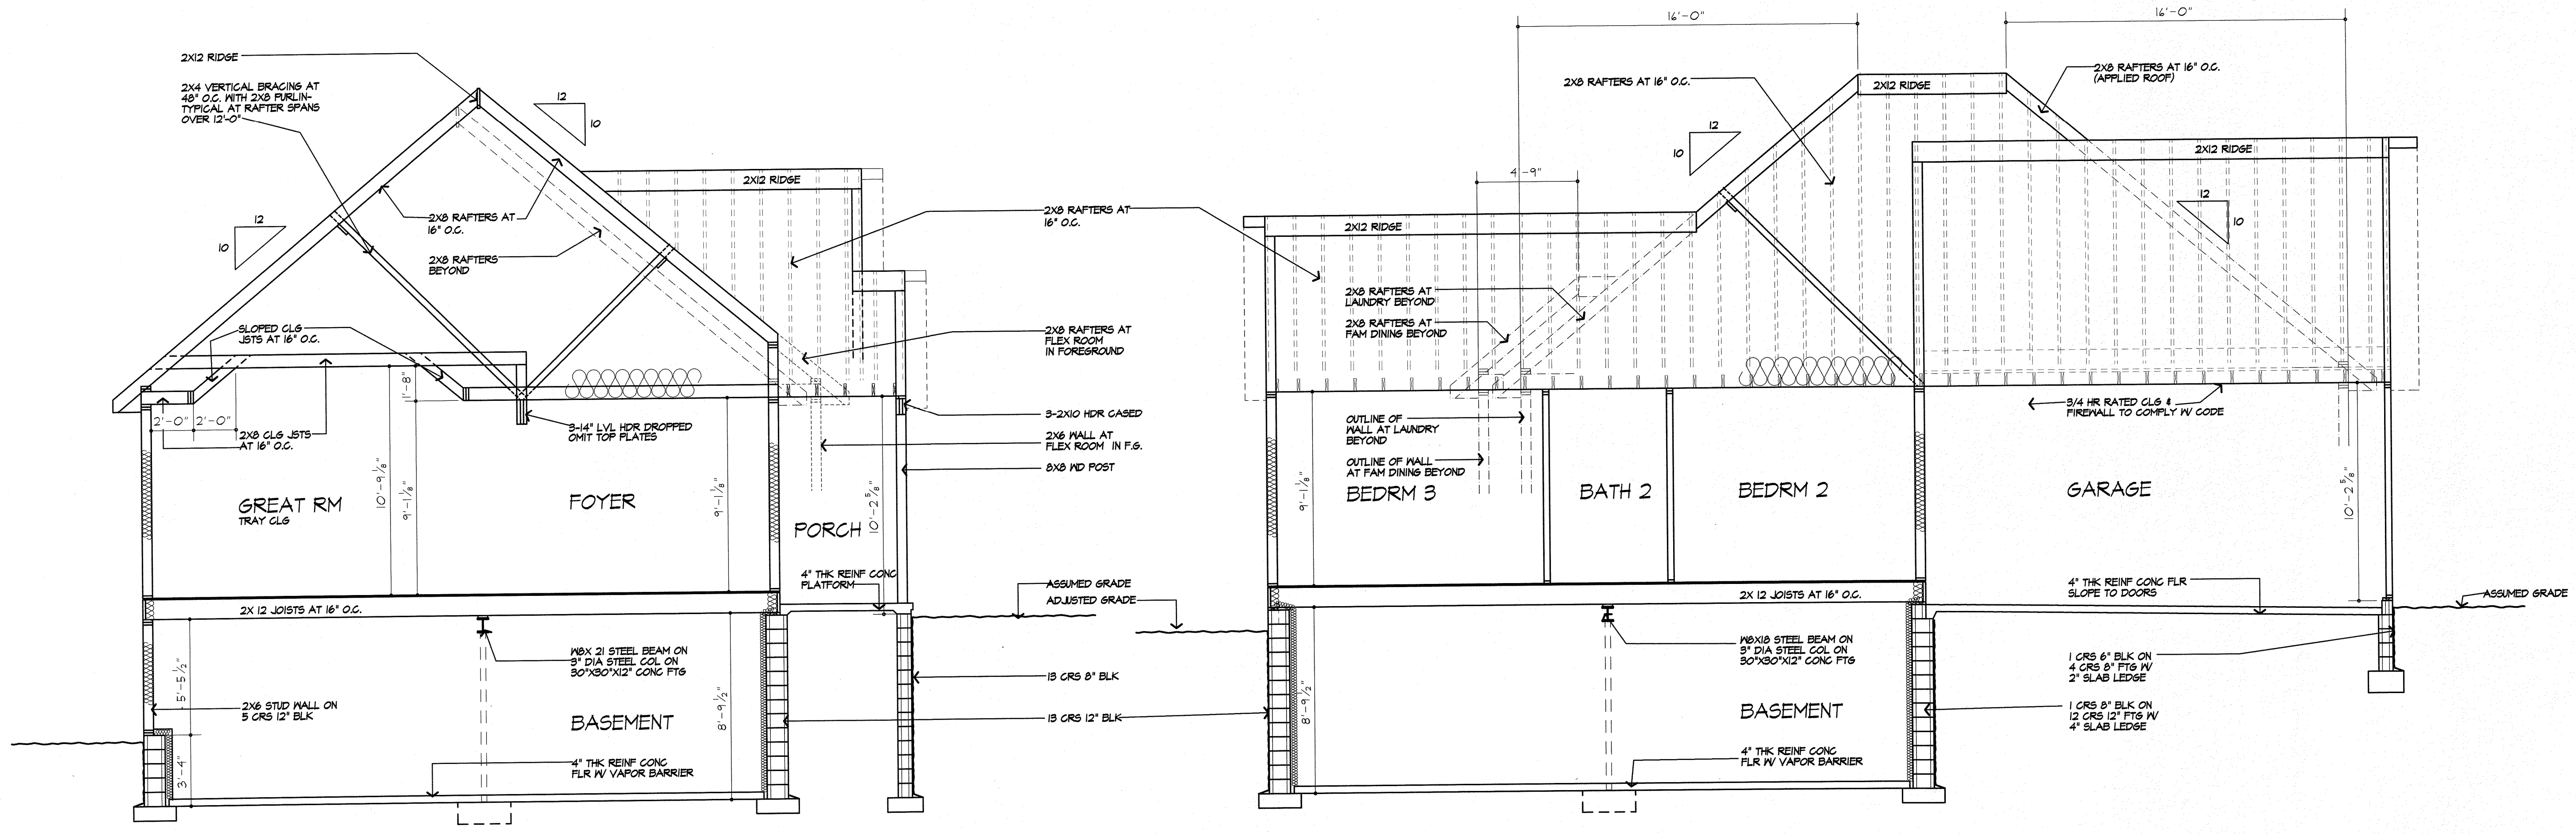 2X12 RIDGE
2X4 VERTICAL BRACING AT
48" O.C. WITH 2X8 PURLIN-
TYPICAL AT RAFTER SPANS
OVER 12'-0"
12
10
12
10
2X8 RAFTERS AT
16" O.C.
2X8 RAFTERS
BEYOND
2X12 RIDGE
SLOPED CLG
JSTS AT 16" O.C.
2'-0"
2'-0"
2X8 CLG JSTS
AT 16" O.C.
1'-8"
10'-9 1/8"
9'-1 1/8"
3-14" LVL HDR DROPPED
OMIT TOP PLATES
GREAT RM
TRAY CLG
FOYER
9'-1 1/8"
PORCH
10'-2 5/8"
4" THK REINF CONC
PLATFORM
2X 12 JOISTS AT 16" O.C.
W8X 21 STEEL BEAM ON
3" DIA STEEL COL ON
30"X30"X12" CONC FTG
5'-5 1/2"
2X6 STUD WALL ON
5 CRS 12" BLK
3'-4"
BASEMENT
8'-9 1/2"
4" THK REINF CONC
FLR W/ VAPOR BARRIER
2X8 RAFTERS AT
16" O.C.
2X8 RAFTERS AT
FLEX ROOM
IN FOREGROUND
3-2X10 HDR CASED
2X6 WALL AT
FLEX ROOM IN F.G.
8X8 WD POST
ASSUMED GRADE
ADJUSTED GRADE
13 CRS 8" BLK
13 CRS 12" BLK
16'-0"
16'-0"
2X8 RAFTERS AT 16" O.C.
2X12 RIDGE
2X8 RAFTERS AT 16" O.C.
(APPLIED ROOF)
12
10
2X12 RIDGE
4'-9"
12
10
2X12 RIDGE
2X8 RAFTERS AT
LAUNDRY BEYOND
2X8 RAFTERS AT
FAM DINING BEYOND
OUTLINE OF
WALL AT LAUNDRY
BEYOND
OUTLINE OF WALL
AT FAM DINING BEYOND
3/4 HR RATED CLG &
FIREWALL TO COMPLY W/ CODE
9'-1 1/8"
BEDRM 3
BATH 2
BEDRM 2
GARAGE
10'-2 5/8"
2X 12 JOISTS AT 16" O.C.
4" THK REINF CONC FLR
SLOPE TO DOORS
ASSUMED GRADE
W8X18 STEEL BEAM ON
3" DIA STEEL COL ON
30"X30"X12" CONC FTG
1 CRS 6" BLK ON
4 CRS 8" FTG W/
2" SLAB LEDGE
8'-9 1/2"
BASEMENT
1 CRS 8" BLK ON
12 CRS 12" FTG W/
4" SLAB LEDGE
4" THK REINF CONC
FLR W/ VAPOR BARRIER